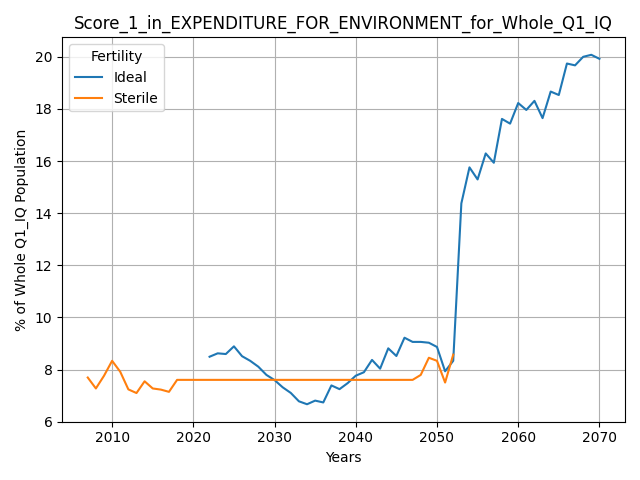 Score_1_in_EXPENDITURE_FOR_ENVIRONMENT_for_Whole_Q1_IQ
Fertility
Ideal
Sterile
% of Whole Q1_IQ Population
20
18
16
14
12
10
8
6
2010 2020 2030 2040 2050 2060 2070
Years